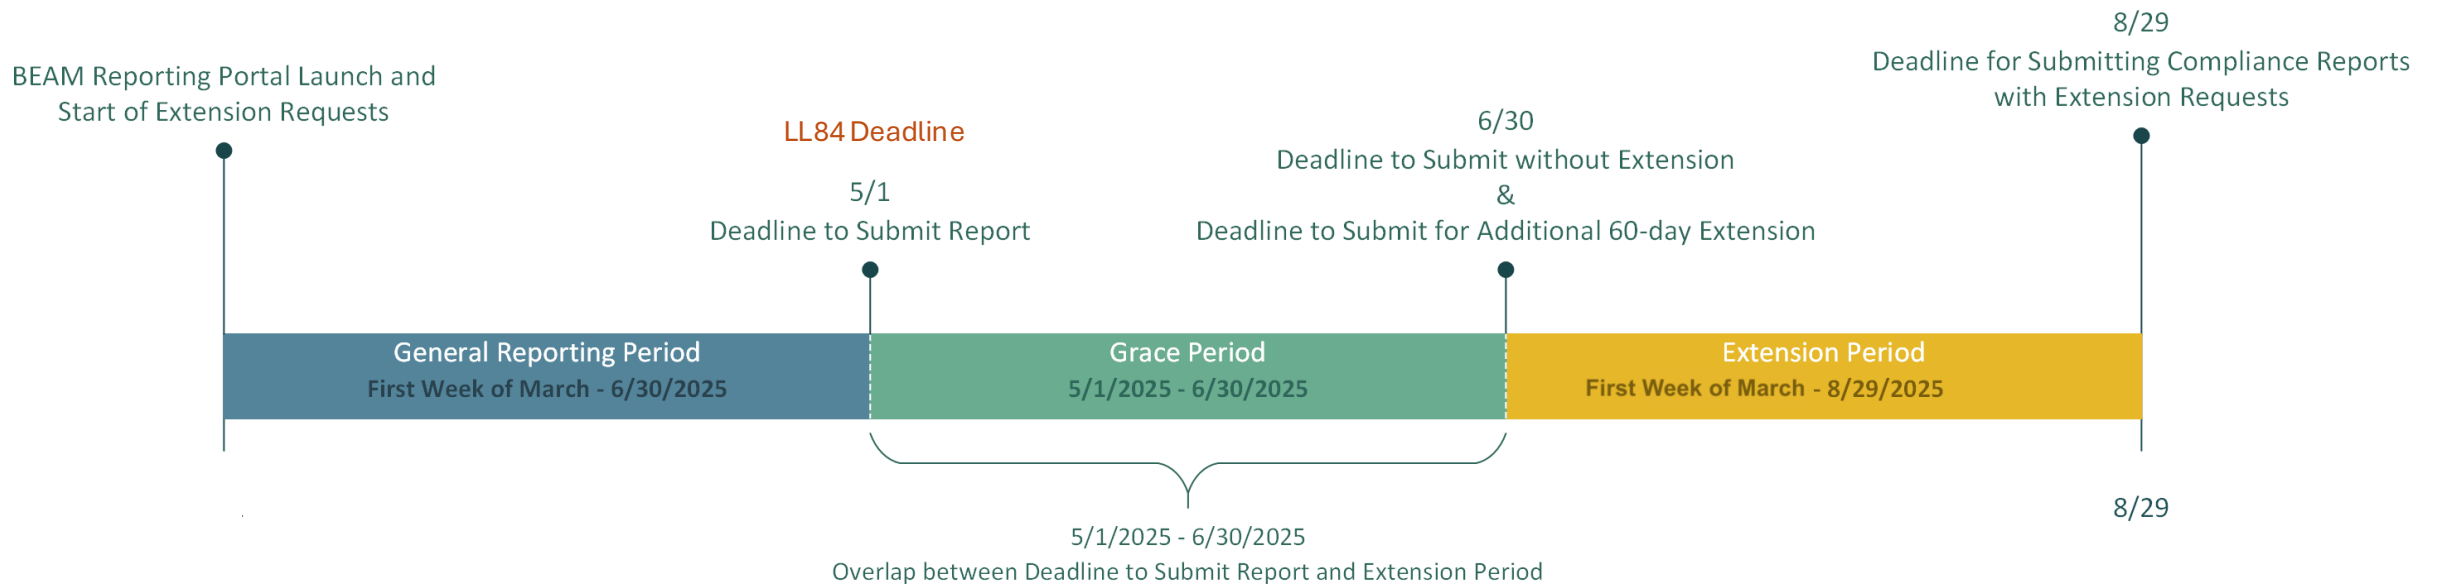 BEAM Reporting Portal Launch and
Start of Extension Requests
LL84 Deadline
5/1
Deadline to Submit Report
6/30
Deadline to Submit without Extension
&
Deadline to Submit for Additional 60-day Extension
8/29
Deadline for Submitting Compliance Reports
with Extension Requests
General Reporting Period
First Week of March - 6/30/2025
Grace Period
5/1/2025 - 6/30/2025
Extension Period
First Week of March - 8/29/2025
5/1/2025 - 6/30/2025
Overlap between Deadline to Submit Report and Extension Period
8/29